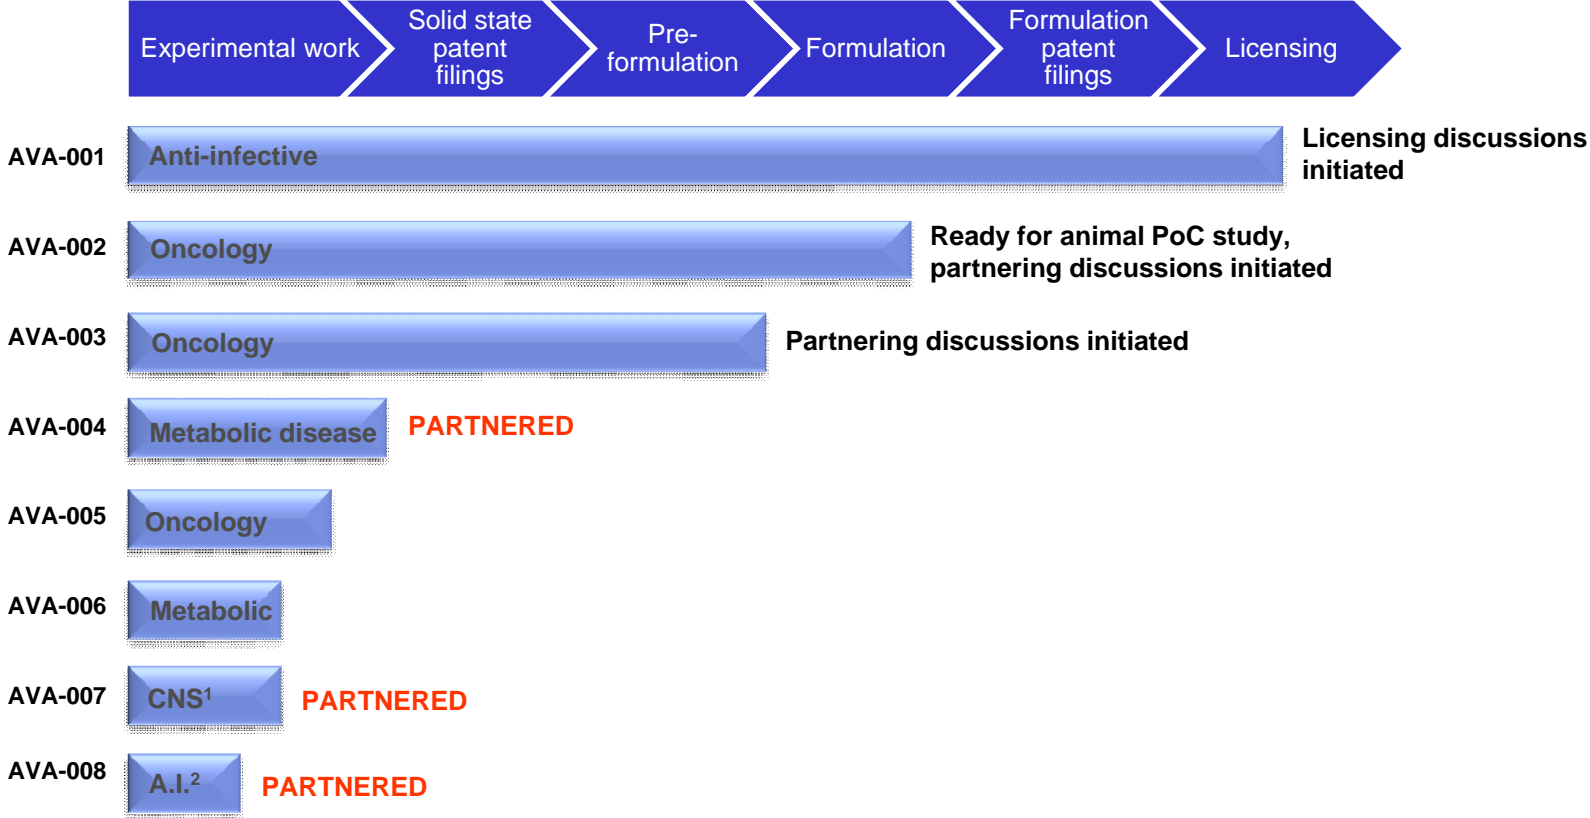 Experimental work
Solid state
patent
filings
Pre-
formulation
Formulation
Formulation
patent
filings
Licensing
AVA-001
Anti-infective
Licensing discussions
initiated
AVA-002
Oncology
Ready for animal PoC study,
partnering discussions initiated
AVA-003
Oncology
Partnering discussions initiated
AVA-004
Metabolic disease
PARTNERED
AVA-005
Oncology
AVA-006
Metabolic
AVA-007
CNS¹
PARTNERED
AVA-008
A.I.²
PARTNERED